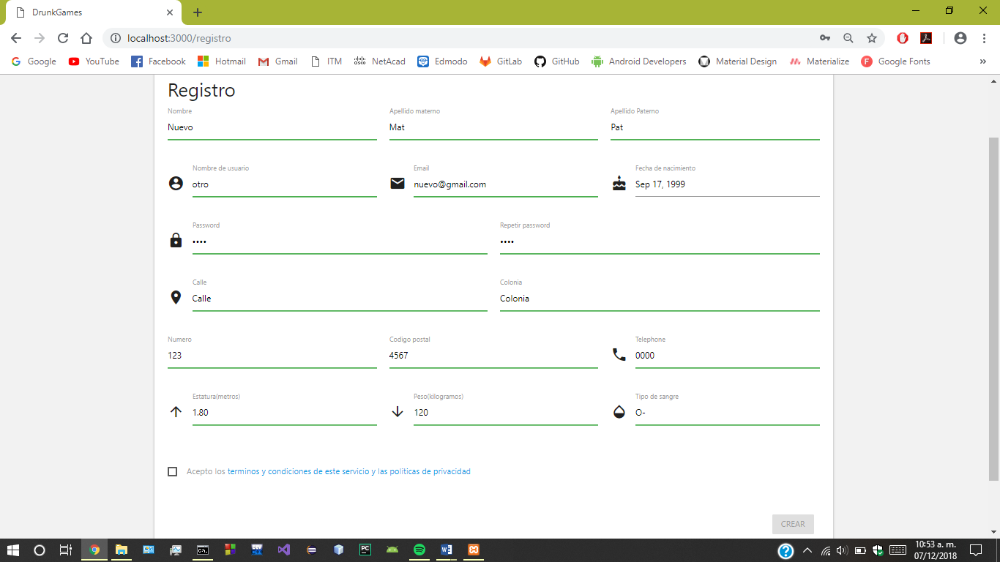 DrunkGames
localhost:3000/registro
Google YouTube Facebook Hotmail Gmail ITM NetAcad Edmodo GitLab GitHub Android Developers Material Design Materialize Google Fonts »
Registro
Nombre Apellido materno Apellido Paterno
Nuevo Mat Pat
Nombre de usuario Email Fecha de nacimiento
otro nuevo@gmail.com Sep 17, 1999
Password Repetir password
•••• ••••
Calle Colonia
Calle Colonia
Numero Codigo postal Telephone
123 4567 0000
Estatura(metros) Peso(kilogramos) Tipo de sangre
1.80 120 O-
Acepto los terminos y condiciones de este servicio y las politicas de privacidad
CREAR
10:53 a. m.
07/12/2018